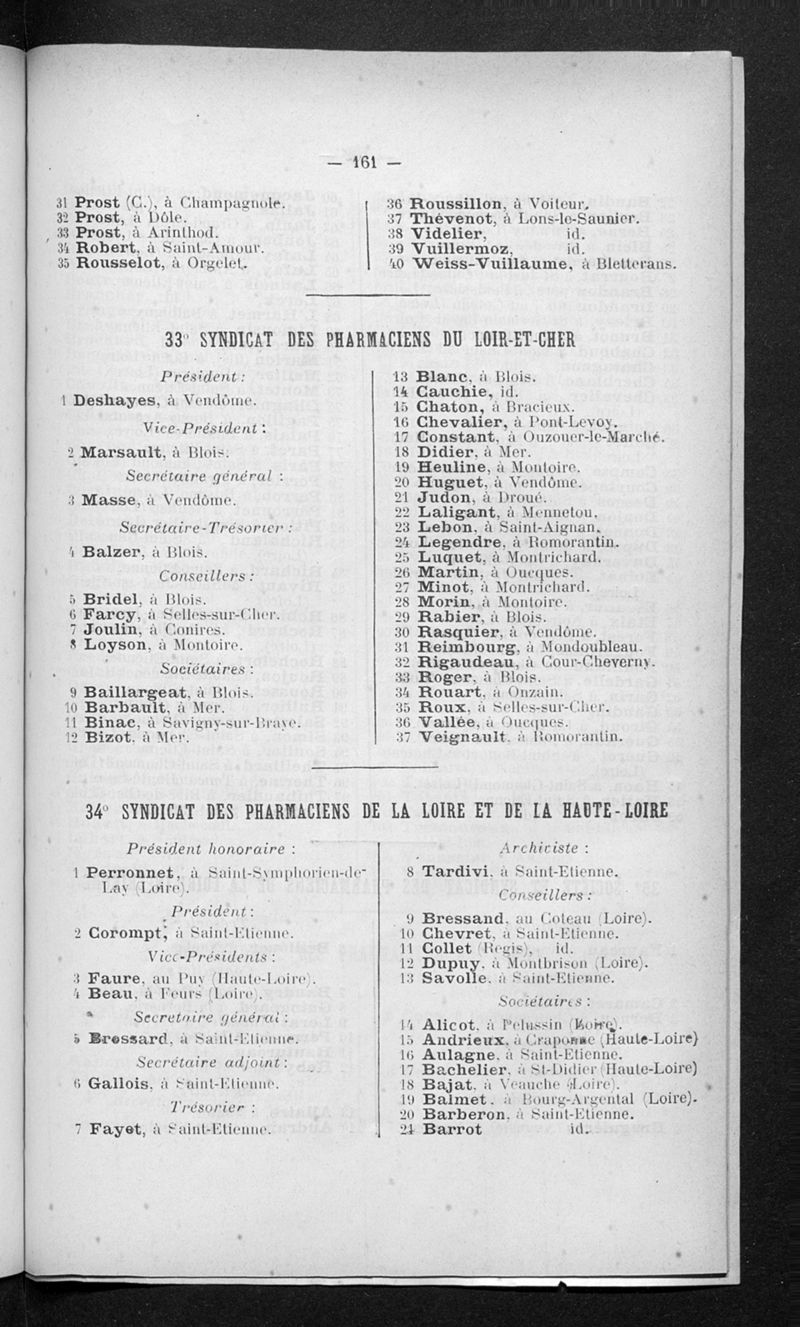 — 161 —
31 Prost (C.), à Champagnole.
32 Prost, à Dôle.
33 Prost, à Arinthod.
34 Robert, à Saint-Amour.
35 Rousselot, à Orgelet.
36 Roussillon, à Voiteur.
37 Thévenot, à Lons-le-Saunier.
38 Videlier, id.
39 Vuillermoz, id.
40 Weiss-Vuillaume, à Bletterans.
33° SYNDICAT DES PHARMACIENS DU LOIR-ET-CHER
Président :
1 Deshayes, à Vendôme.
Vice-Président :
2 Marsault, à Blois.
Secrétaire général :
3 Masse, à Vendôme.
Secrétaire-Trésorier :
4 Balzer, à Blois.
Conseillers :
5 Bridel, à Blois.
6 Farcy, à Selles-sur-Cher.
7 Joulin, à Conires.
8 Loyson, à Montoire.
Sociétaires :
9 Baillargeat, à Blois.
10 Barbault, à Mer.
11 Binac, à Savigny-sur-Braye.
12 Bizot, à Mer.
13 Blanc, à Blois.
14 Cauchie, id.
15 Chaton, à Bracieux.
16 Chevalier, à Pont-Levoy.
17 Constant, à Ouzouer-le-Marché.
18 Didier, à Mer.
19 Heuline, à Montoire.
20 Huguet, à Vendôme.
21 Judon, à Droué.
22 Laligant, à Mennetou.
23 Lebon, à Saint-Aignan.
24 Legendre, à Romorantin.
25 Luquet, à Montrichard.
26 Martin, à Oucques.
27 Minot, à Montrichard.
28 Morin, à Montoire.
29 Rabier, à Blois.
30 Rasquier, à Vendôme.
31 Reimbourg, à Mondoubleau.
32 Rigaudeau, à Cour-Cheverny.
33 Roger, à Blois.
34 Rouart, à Onzain.
35 Roux, à Selles-sur-Cher.
36 Vallée, à Oucques.
37 Veignault, à Romorantin.
34° SYNDICAT DES PHARMACIENS DE LA LOIRE ET DE LA HAUTE-LOIRE
Président honoraire :
1 Perronnet, à Saint-Symphorien-de-
Lay (Loire).
Président :
2 Corompt, à Saint-Etienne.
Vice-Présidents :
3 Faure, au Puy (Haute-Loire).
4 Beau, à Feurs (Loire).
Secrétaire général :
5 Brossard, à Saint-Etienne.
Secrétaire adjoint :
6 Gallois, à Saint-Etienne.
Trésorier :
7 Fayet, à Saint-Etienne.
Archiviste :
8 Tardivi, à Saint-Etienne.
Conseillers :
9 Bressand, au Coteau (Loire).
10 Chevret, à Saint-Etienne.
11 Collet (Regis), id.
12 Dupuy, à Montbrison (Loire).
13 Savolle, à Saint-Etienne.
Sociétaires :
14 Alicot, à Pelussin (Loire).
15 Andrieux, à Craponne (Haute-Loire)
16 Aulagne, à Saint-Etienne.
17 Bachelier, à St-Didier (Haute-Loire)
18 Bajat, à Veauche (Loire).
19 Balmet, à Bourg-Argental (Loire).
20 Barberon, à Saint-Etienne.
21 Barrot id.